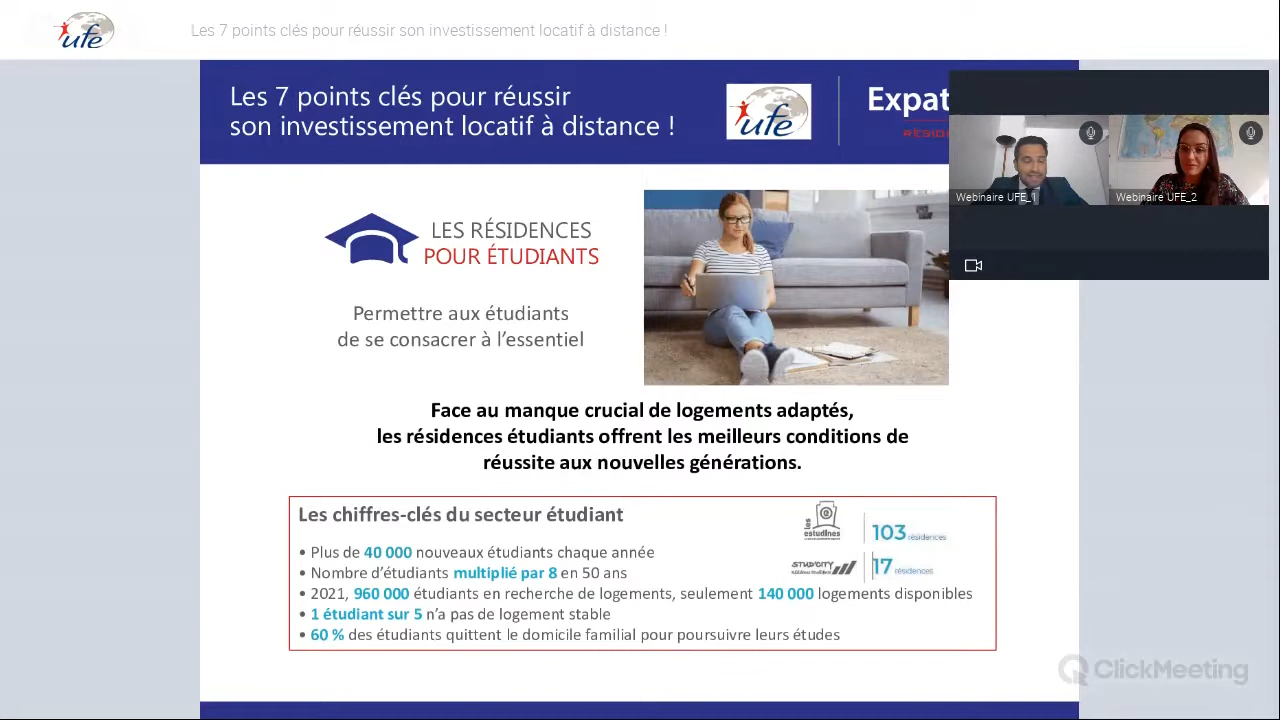 ufe
Les 7 points clés pour réussir son investissement locatif à distance !
Les 7 points clés pour réussir
son investissement locatif à distance !
ufe
Expat
Webinaire UFE_1
Webinaire UFE_2
LES RÉSIDENCES
POUR ÉTUDIANTS
Permettre aux étudiants
de se consacrer à l’essentiel
Face au manque crucial de logements adaptés,
les résidences étudiants offrent les meilleurs conditions de
réussite aux nouvelles générations.
Les chiffres-clés du secteur étudiant
les
estudines
103 résidences
STUD'CITY
17 résidences
• Plus de 40 000 nouveaux étudiants chaque année
• Nombre d’étudiants multiplié par 8 en 50 ans
• 2021, 960 000 étudiants en recherche de logements, seulement 140 000 logements disponibles
• 1 étudiant sur 5 n’a pas de logement stable
• 60 % des étudiants quittent le domicile familial pour poursuivre leurs études
ClickMeeting